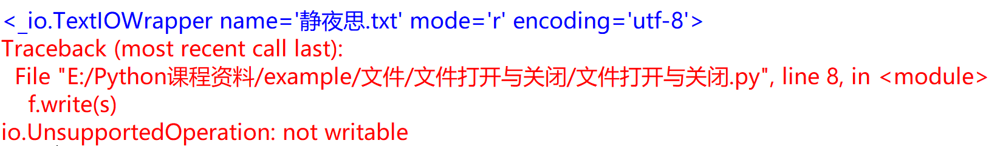 <_io.TextIOWrapper name='静夜思.txt' mode='r' encoding='utf-8'>
Traceback (most recent call last):
  File "E:/Python课程资料/example/文件/文件打开与关闭/文件打开与关闭.py", line 8, in <module>
    f.write(s)
io.UnsupportedOperation: not writable